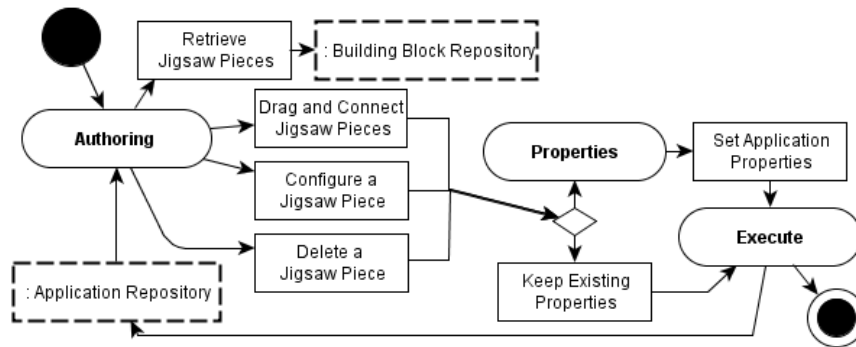 Retrieve
Jigsaw Pieces
: Building Block Repository
Authoring
Drag and Connect
Jigsaw Pieces
Configure a
Jigsaw Piece
Delete a
Jigsaw Piece
: Application Repository
Properties
Set Application
Properties
Execute
Keep Existing
Properties